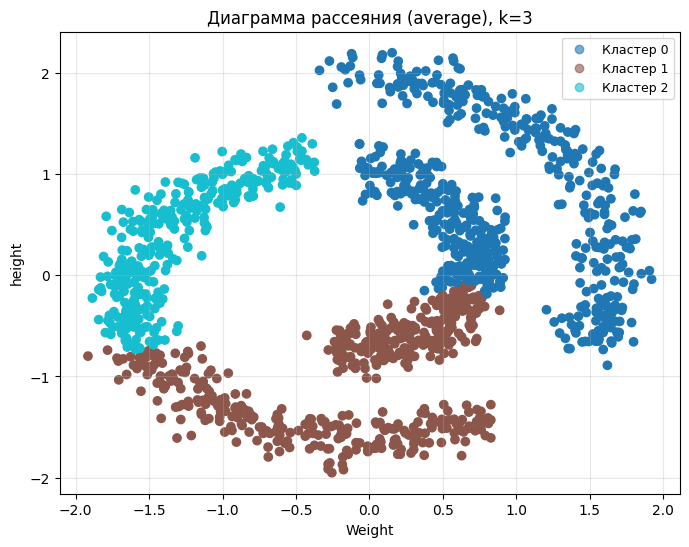 Диаграмма рассеяния (average), k=3
Кластер 0
Кластер 1
Кластер 2
height
2
1
0
−1
−2
−2.0 −1.5 −1.0 −0.5 0.0 0.5 1.0 1.5 2.0
Weight